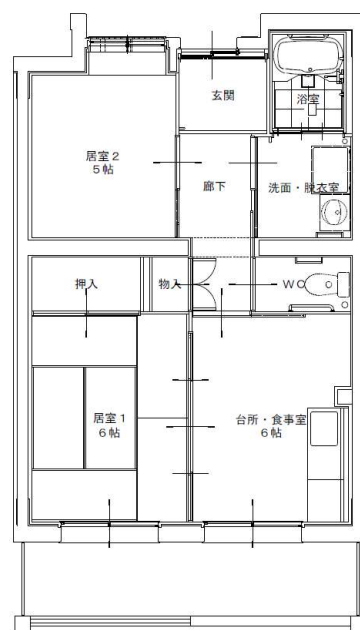 玄関
浴室
居室２
５帖
廊下
洗面・脱衣室
押入
物入
ＷＣ
居室１
６帖
台所・食事室
６帖